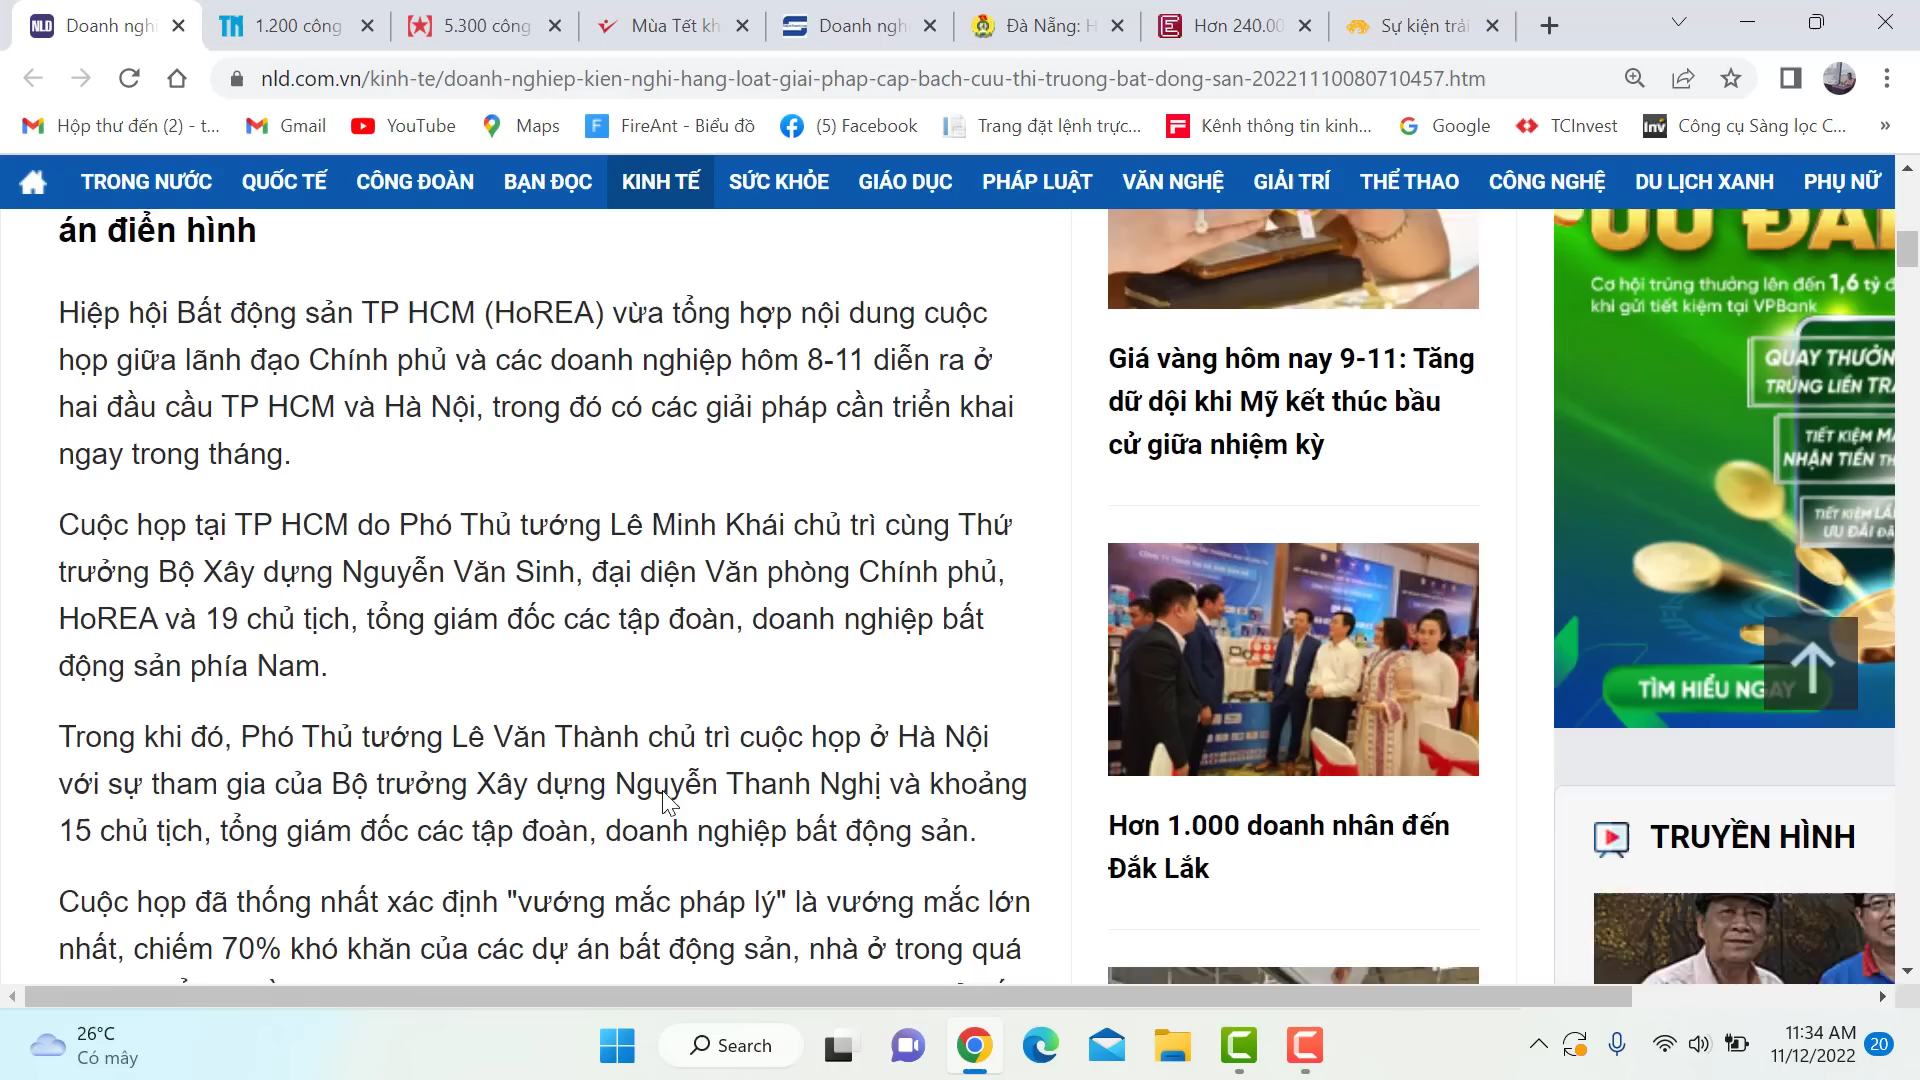 Doanh nghi
1.200 công
5.300 công
Mùa Tết kh
Doanh ngh
Đà Nẵng: H
Hơn 240.00
Sự kiện trải
nld.com.vn/kinh-te/doanh-nghiep-kien-nghi-hang-loat-giai-phap-cap-bach-cuu-thi-truong-bat-dong-san-20221110080710457.htm
Hộp thư đến (2) - t...
Gmail
YouTube
Maps
FireAnt - Biểu đồ
(5) Facebook
Trang đặt lệnh trực...
Kênh thông tin kinh...
Google
TCInvest
Công cụ Sàng lọc C...
TRONG NƯỚC
QUỐC TẾ
CÔNG ĐOÀN
BẠN ĐỌC
KINH TẾ
SỨC KHỎE
GIÁO DỤC
PHÁP LUẬT
VĂN NGHỆ
GIẢI TRÍ
THỂ THAO
CÔNG NGHỆ
DU LỊCH XANH
PHỤ NỮ
án điển hình
Hiệp hội Bất động sản TP HCM (HoREA) vừa tổng hợp nội dung cuộc
họp giữa lãnh đạo Chính phủ và các doanh nghiệp hôm 8-11 diễn ra ở
hai đầu cầu TP HCM và Hà Nội, trong đó có các giải pháp cần triển khai
ngay trong tháng.
Cuộc họp tại TP HCM do Phó Thủ tướng Lê Minh Khái chủ trì cùng Thứ
trưởng Bộ Xây dựng Nguyễn Văn Sinh, đại diện Văn phòng Chính phủ,
HoREA và 19 chủ tịch, tổng giám đốc các tập đoàn, doanh nghiệp bất
động sản phía Nam.
Trong khi đó, Phó Thủ tướng Lê Văn Thành chủ trì cuộc họp ở Hà Nội
với sự tham gia của Bộ trưởng Xây dựng Nguyễn Thanh Nghị và khoảng
15 chủ tịch, tổng giám đốc các tập đoàn, doanh nghiệp bất động sản.
Cuộc họp đã thống nhất xác định "vướng mắc pháp lý" là vướng mắc lớn
nhất, chiếm 70% khó khăn của các dự án bất động sản, nhà ở trong quá
Giá vàng hôm nay 9-11: Tăng
dữ dội khi Mỹ kết thúc bầu
cử giữa nhiệm kỳ
Hơn 1.000 doanh nhân đến
Đắk Lắk
ƯU ĐÃI
Cơ hội trúng thưởng lên đến 1,6 tỷ đ
khi gửi tiết kiệm tại VPBank
QUAY THƯỞN
TRÚNG LIỀN TRA
TIẾT KIỆM MÃ
NHẬN TIỀN TH
ƯU ĐÃI
TÌM HIỂU NGAY
TRUYỀN HÌNH
26°C
Có mây
Search
11:34 AM
11/12/2022
20